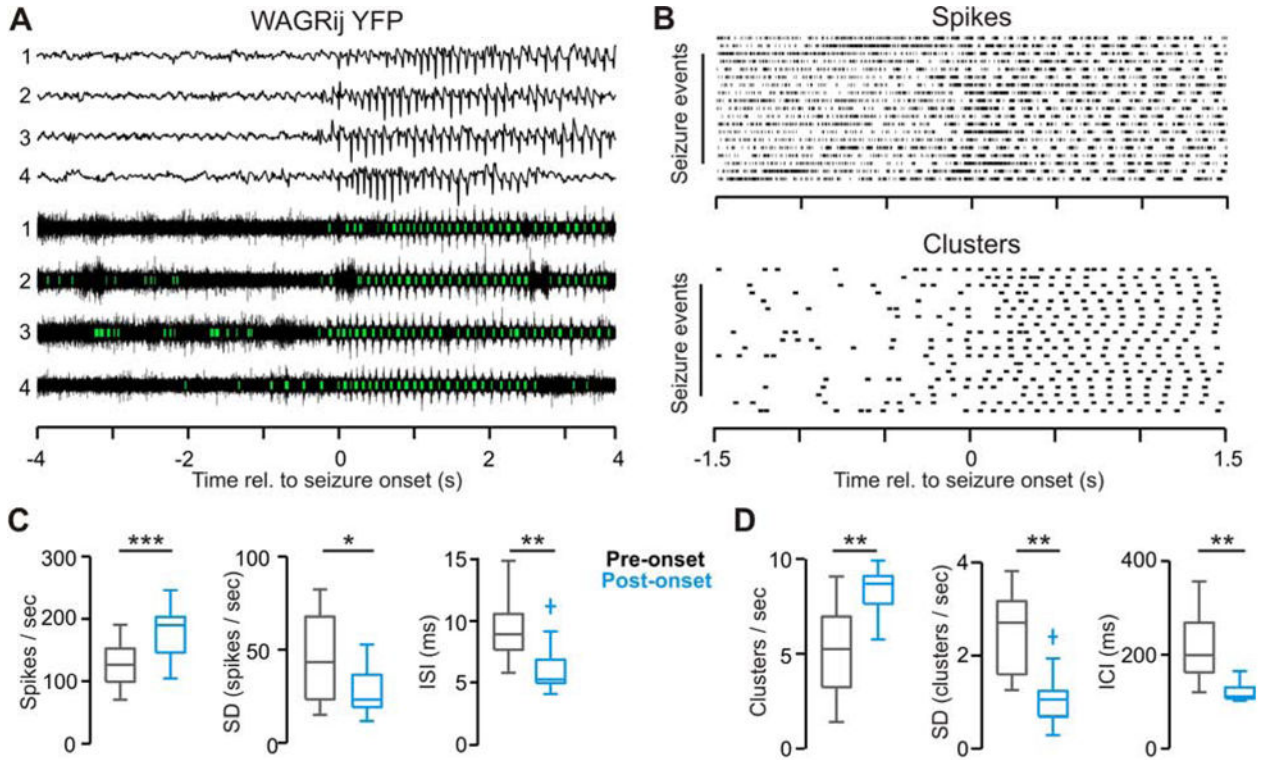 A
WAGRij YFP
1
2
3
4
1
2
3
4
-4
-2
0
2
4
Time rel. to seizure onset (s)
B
Spikes
Seizure events
Clusters
Seizure events
-1.5
0
1.5
Time rel. to seizure onset (s)
C
***
Spikes / sec
300
200
100
0
*
SD (spikes / sec)
100
50
0
**
ISI (ms)
15
10
5
0
Pre-onset
Post-onset
D
**
Clusters / sec
10
5
0
**
SD (clusters / sec)
4
2
0
**
ICI (ms)
400
200
0